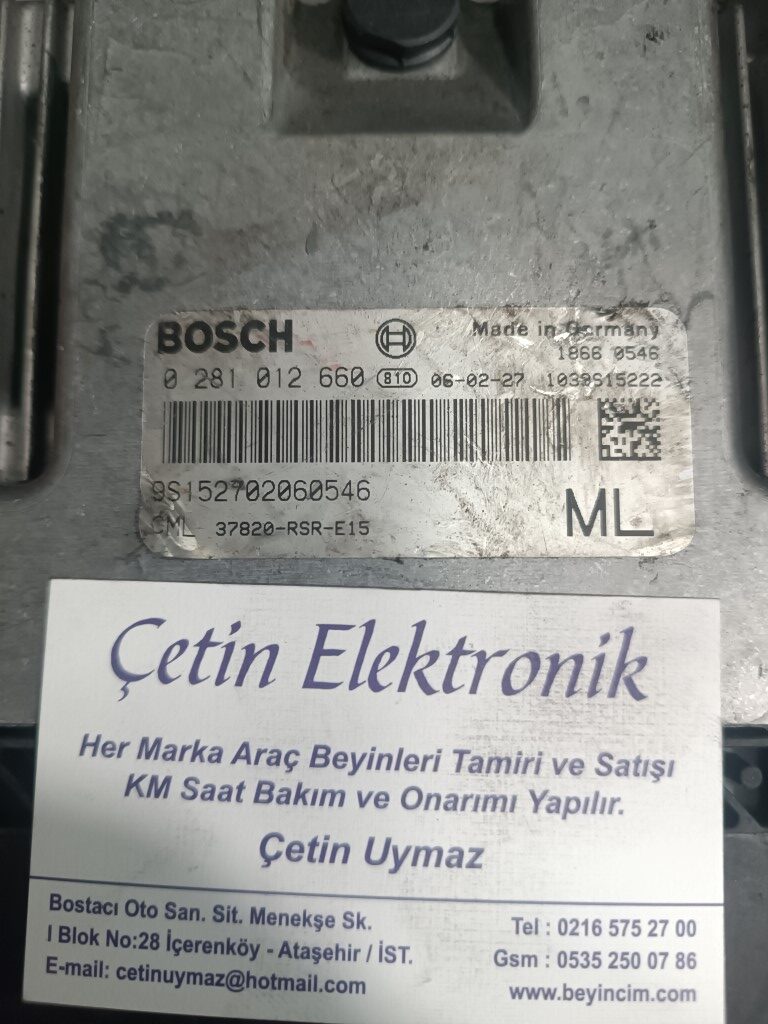 BOSCH
Made in Germany
1866 0546
0 281 012 660 810 06-02-27 1039S15222
9S152702060546
CML 37820-RSR-E15
ML
Çetin Elektronik
Her Marka Araç Beyinleri Tamiri ve Satışı
KM Saat Bakım ve Onarımı Yapılır.
Çetin Uymaz
Bostacı Oto San. Sit. Menekşe Sk.
I Blok No:28 İçerenköy - Ataşehir / İST.
E-mail: cetinuymaz@hotmail.com
Tel : 0216 575 27 00
Gsm : 0535 250 07 86
www.beyincim.com